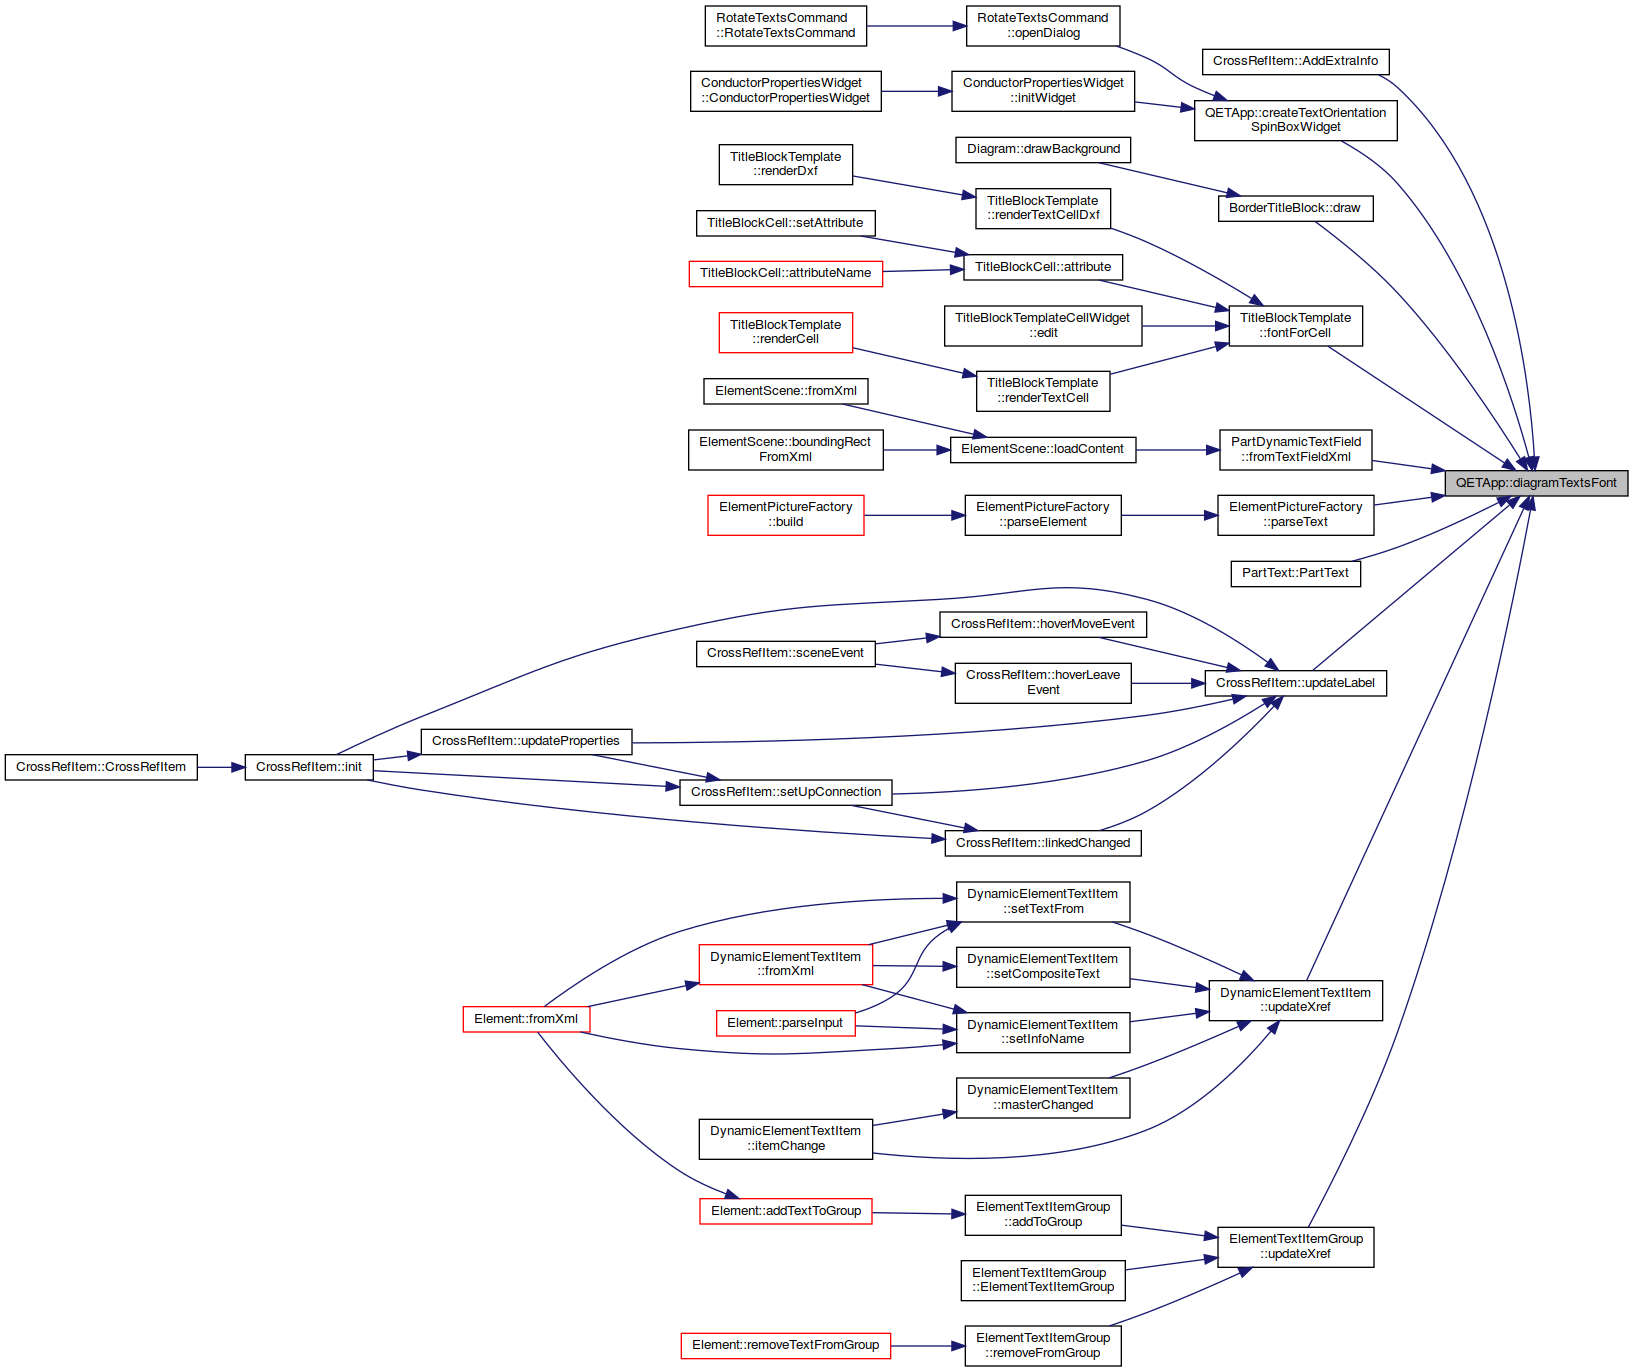 RotateTextsCommand
::RotateTextsCommand
RotateTextsCommand
::openDialog
CrossRefItem::AddExtraInfo
ConductorPropertiesWidget
::ConductorPropertiesWidget
ConductorPropertiesWidget
::initWidget
QETApp::createTextOrientation
SpinBoxWidget
Diagram::drawBackground
TitleBlockTemplate
::renderDxf
TitleBlockTemplate
::renderTextCellDxf
BorderTitleBlock::draw
TitleBlockCell::setAttribute
TitleBlockCell::attributeName
TitleBlockCell::attribute
TitleBlockTemplateCellWidget
::edit
TitleBlockTemplate
::fontForCell
TitleBlockTemplate
::renderCell
TitleBlockTemplate
::renderTextCell
ElementScene::fromXml
ElementScene::boundingRect
FromXml
ElementScene::loadContent
PartDynamicTextField
::fromTextFieldXml
QETApp::diagramTextsFont
ElementPictureFactory
::build
ElementPictureFactory
::parseElement
ElementPictureFactory
::parseText
PartText::PartText
CrossRefItem::hoverMoveEvent
CrossRefItem::sceneEvent
CrossRefItem::hoverLeave
Event
CrossRefItem::updateLabel
CrossRefItem::updateProperties
CrossRefItem::CrossRefItem
CrossRefItem::init
CrossRefItem::setUpConnection
CrossRefItem::linkedChanged
DynamicElementTextItem
::setTextFrom
DynamicElementTextItem
::fromXml
DynamicElementTextItem
::setCompositeText
DynamicElementTextItem
::updateXref
Element::fromXml
Element::parseInput
DynamicElementTextItem
::setInfoName
DynamicElementTextItem
::masterChanged
DynamicElementTextItem
::itemChange
Element::addTextToGroup
ElementTextItemGroup
::addToGroup
ElementTextItemGroup
::updateXref
ElementTextItemGroup
::ElementTextItemGroup
Element::removeTextFromGroup
ElementTextItemGroup
::removeFromGroup